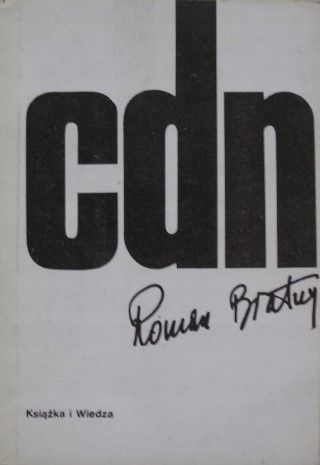 cdn
Roman Bratny
Książka i Wiedza